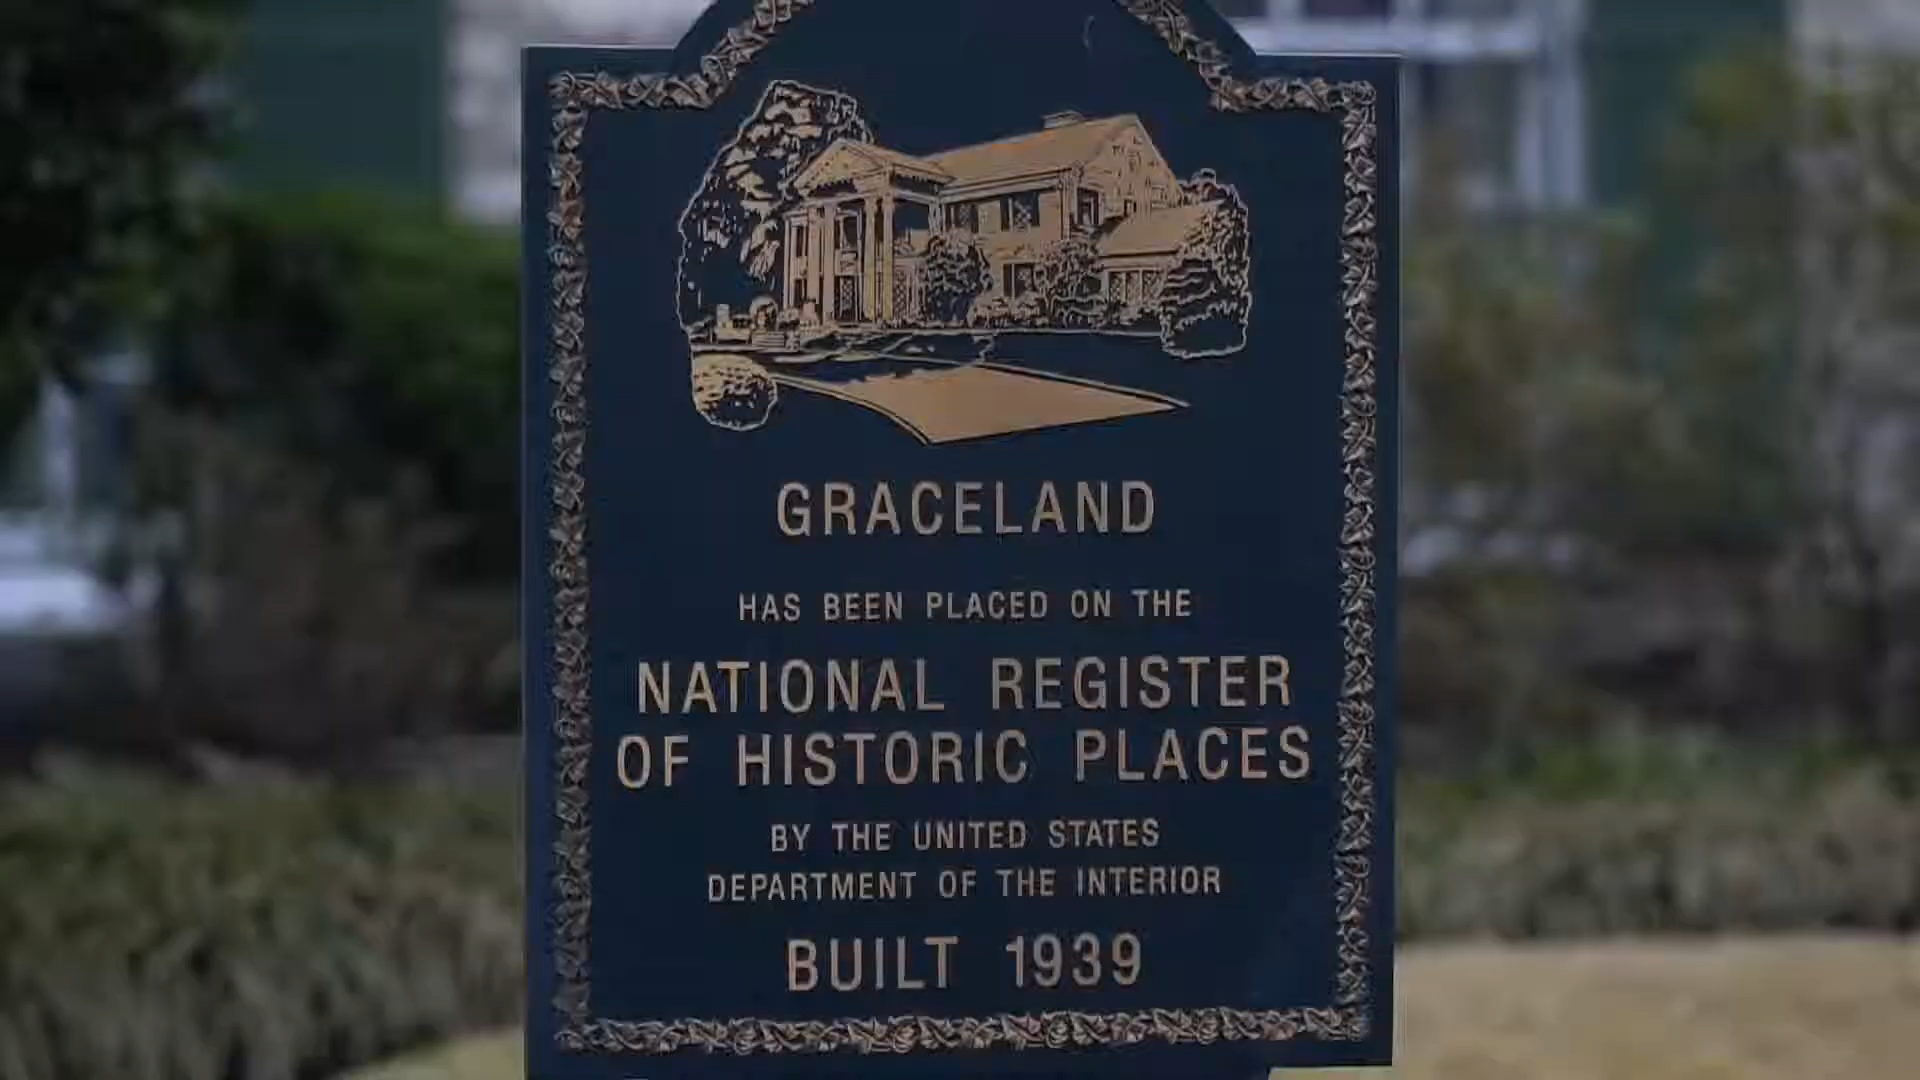 GRACELAND
HAS BEEN PLACED ON THE
NATIONAL REGISTER
OF HISTORIC PLACES
BY THE UNITED STATES
DEPARTMENT OF THE INTERIOR
BUILT 1939